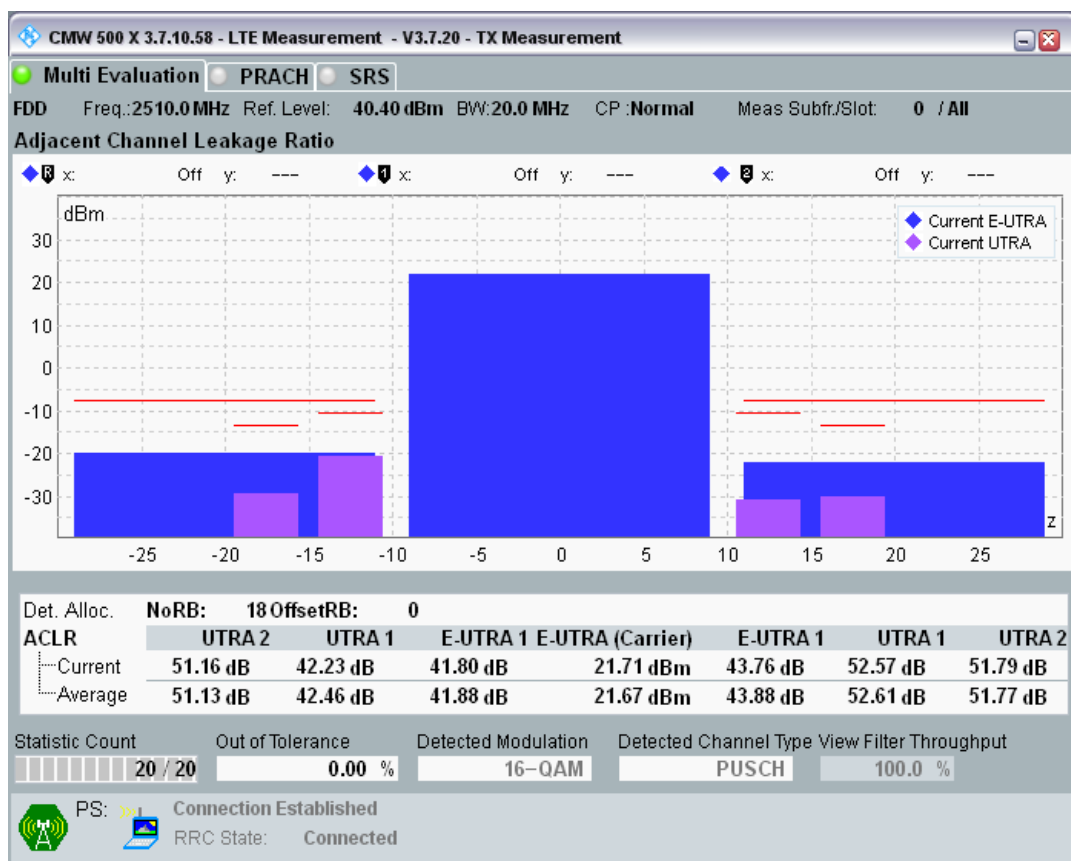 CMW 500 X 3.7.10.58 - LTE Measurement - V3.7.20 - TX Measurement
Multi Evaluation PRACH SRS
FDD Freq.:2510.0 MHz Ref. Level: 40.40 dBm BW:20.0 MHz CP :Normal Meas Subfr./Slot: 0 / All
Adjacent Channel Leakage Ratio
R x: Off y: --- 1 x: Off y: --- 2 x: Off y: ---
dBm
Current E-UTRA
Current UTRA
30
20
10
0
-10
-20
-30
z
-25 -20 -15 -10 -5 0 5 10 15 20 25
Det. Alloc. NoRB: 18 OffsetRB: 0
ACLR UTRA 2 UTRA 1 E-UTRA 1 E-UTRA (Carrier) E-UTRA 1 UTRA 1 UTRA 2
Current 51.16 dB 42.23 dB 41.80 dB 21.71 dBm 43.76 dB 52.57 dB 51.79 dB
Average 51.13 dB 42.46 dB 41.88 dB 21.67 dBm 43.88 dB 52.61 dB 51.77 dB
Statistic Count Out of Tolerance Detected Modulation Detected Channel Type View Filter Throughput
20 / 20 0.00 % 16-QAM PUSCH 100.0 %
PS: Connection Established
RRC State: Connected